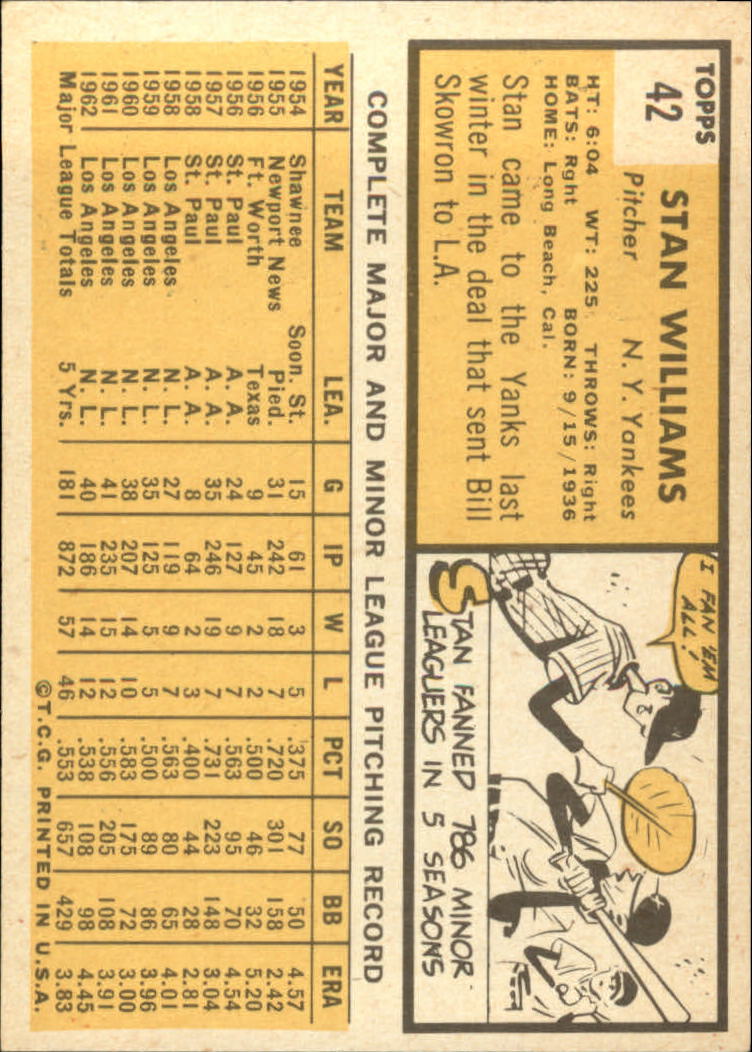 TOPPS
42
STAN WILLIAMS
Pitcher N. Y. Yankees
HT: 6:04 WT: 225 THROWS: Right
BATS: Rght BORN: 9/15/1936
HOME: Long Beach, Cal.
Stan came to the Yanks last
winter in the deal that sent Bill
Skowron to L.A.
I FAN 'EM
ALL!
STAN FANNED 786 MINOR
LEAGUERS IN 5 SEASONS
COMPLETE MAJOR AND MINOR LEAGUE PITCHING RECORD
YEAR TEAM LEA. G IP W L PCT SO BB ERA
1954 Shawnee Soon. St. 15 61 3 5 .375 77 50 4.57
1955 Newport News Pied. 31 242 18 7 .720 301 158 2.42
1956 Ft. Worth Texas 9 45 2 2 .500 46 32 5.20
1956 St. Paul A. A. 24 127 9 7 .563 95 70 4.54
1957 St. Paul A. A. 35 246 19 7 .731 223 148 3.04
1958 St. Paul A. A. 8 64 2 3 .400 44 28 2.81
1958 Los Angeles N. L. 27 119 9 7 .563 80 65 4.01
1959 Los Angeles N. L. 35 125 5 5 .500 89 86 3.96
1960 Los Angeles N. L. 38 207 14 10 .583 175 72 3.00
1961 Los Angeles N. L. 41 235 15 12 .556 205 108 3.91
1962 Los Angeles N. L. 40 186 14 12 .538 108 98 4.45
Major League Totals 5 Yrs. 181 872 57 46 .553 657 429 3.83
©T.C.G. PRINTED IN U.S.A.